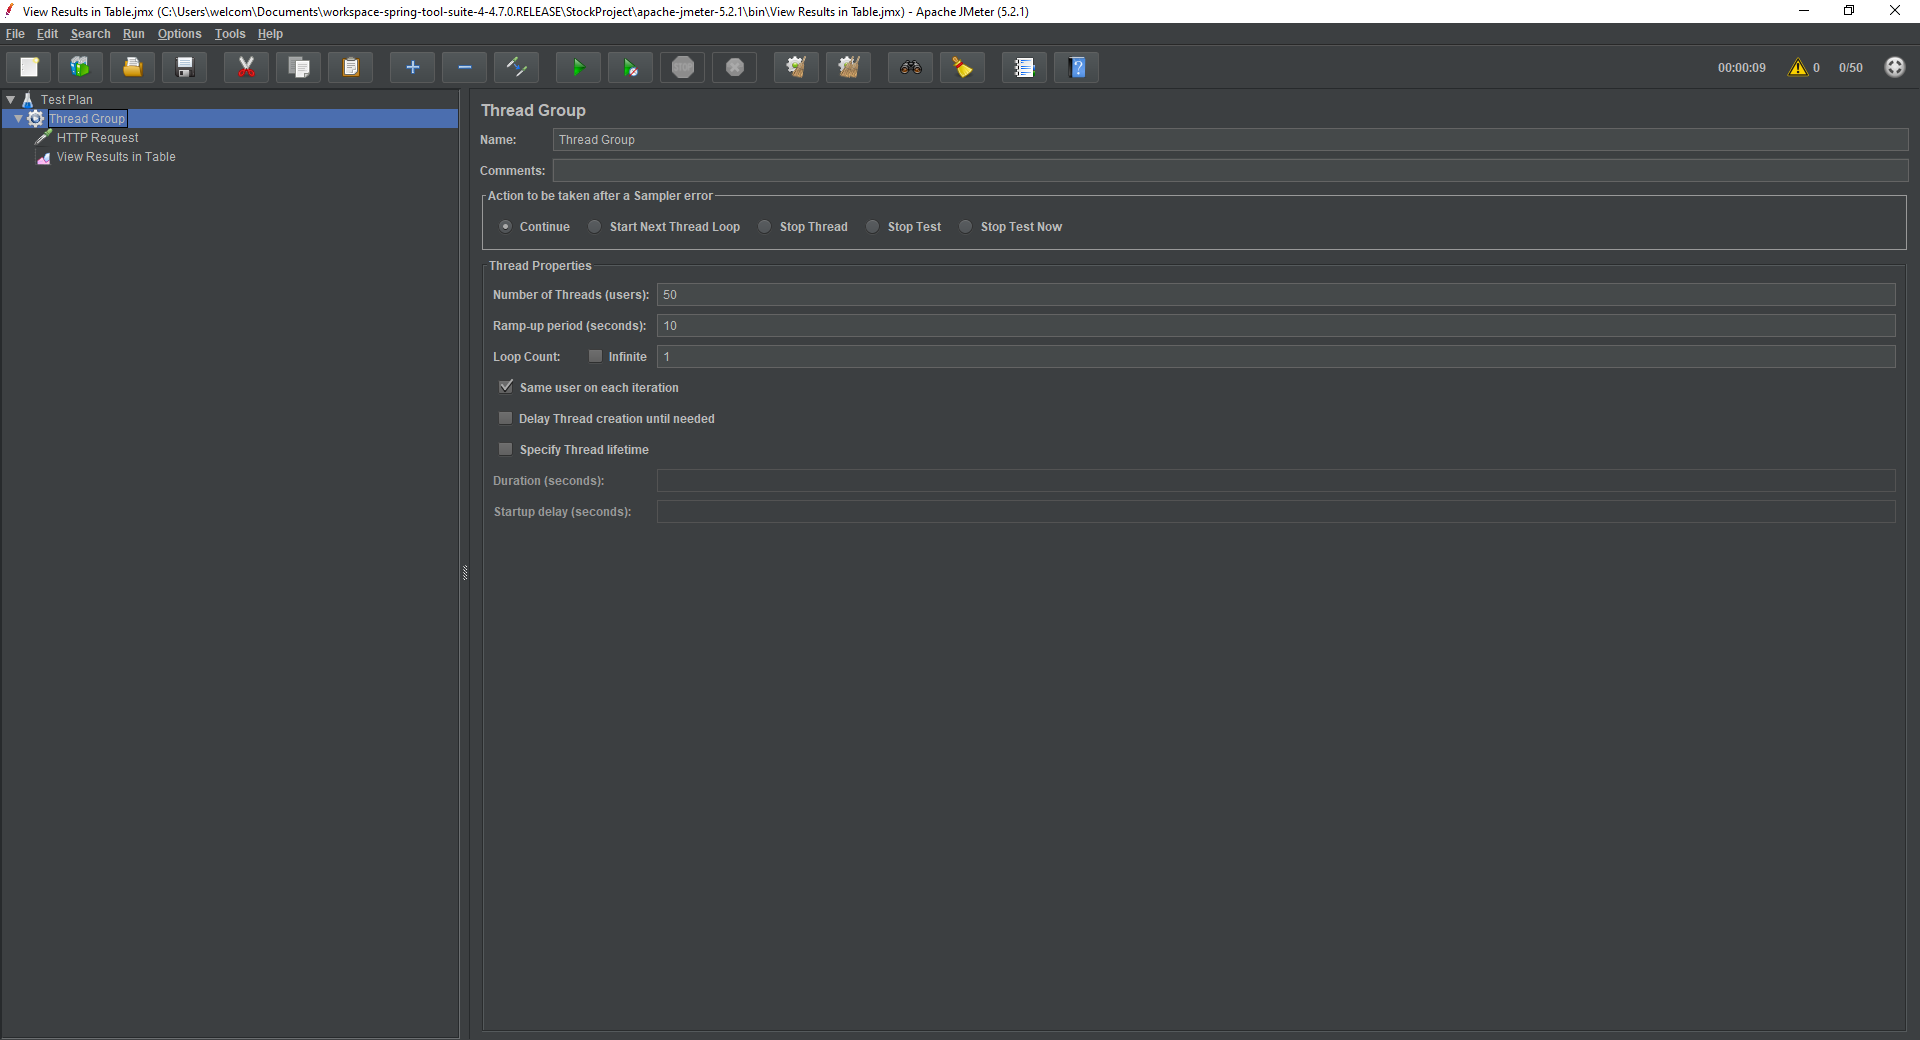 View Results in Table.jmx (C:\Users\welcom\Documents\workspace-spring-tool-suite-4-4.7.0.RELEASE\StockProject\apache-jmeter-5.2.1\bin\View Results in Table.jmx) - Apache JMeter (5.2.1)
File Edit Search Run Options Tools Help
STOP ? 00:00:09 0 0/50
Test Plan
Thread Group
HTTP Request
View Results in Table
Thread Group
Name: Thread Group
Comments:
Action to be taken after a Sampler error
Continue Start Next Thread Loop Stop Thread Stop Test Stop Test Now
Thread Properties
Number of Threads (users): 50
Ramp-up period (seconds): 10
Loop Count: Infinite 1
Same user on each iteration
Delay Thread creation until needed
Specify Thread lifetime
Duration (seconds):
Startup delay (seconds):